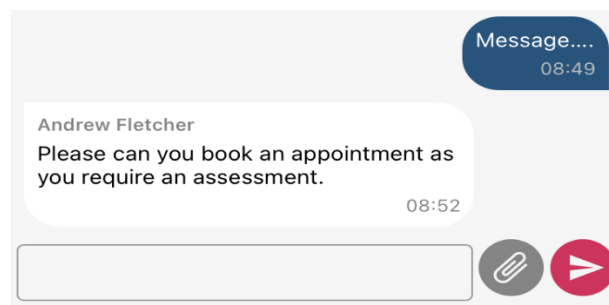 Message....
08:49
Andrew Fletcher
Please can you book an appointment as
you require an assessment.
08:52